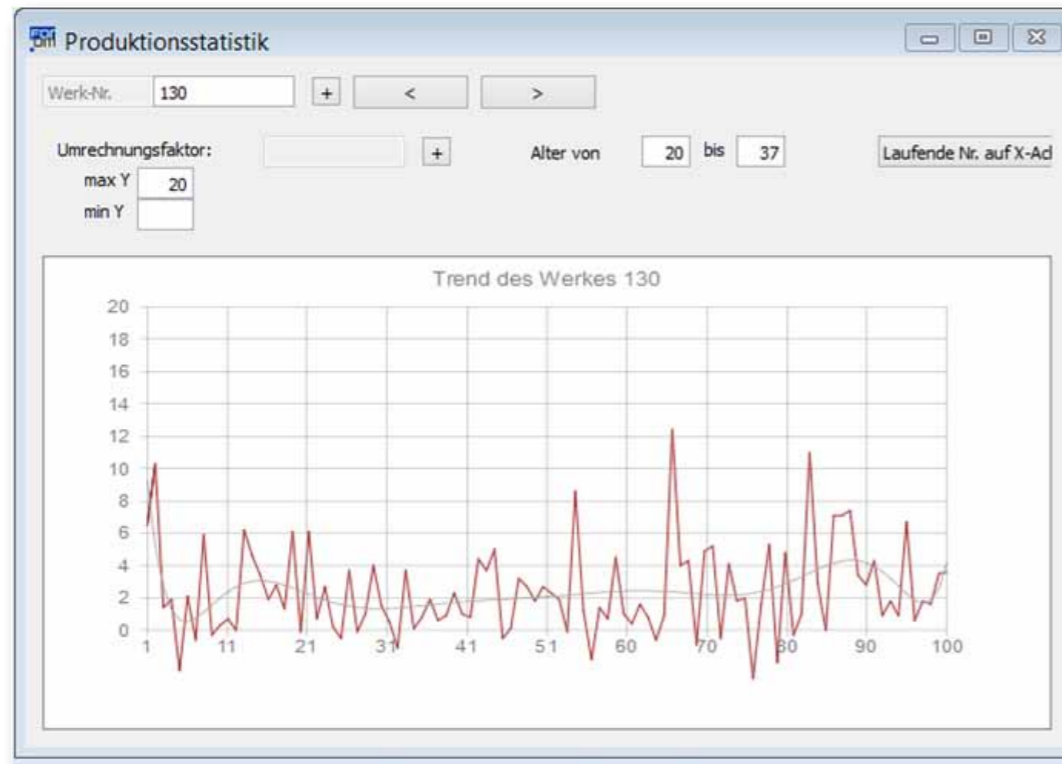 Produktionsstatistik
Werk-Nr. 130 + < >
Umrechnungsfaktor: + Alter von 20 bis 37 Laufende Nr. auf X-Ac
max Y 20
min Y
Trend des Werkes 130
20
18
16
14
12
10
8
6
4
2
0
1 11 21 31 41 51 60 70 80 90 100